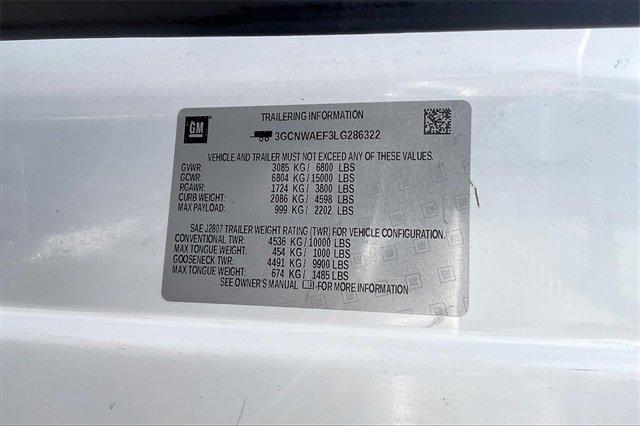 GM
TRAILERING INFORMATION
3GCNWAEF3LG286322
VEHICLE AND TRAILER MUST NOT EXCEED ANY OF THESE VALUES.
GVWR: 3085 KG/ 6800 LBS
GCWR: 6804 KG/ 15000 LBS
RGAWR: 1724 KG/ 3800 LBS
CURB WEIGHT: 2086 KG/ 4598 LBS
MAX PAYLOAD: 999 KG/ 2202 LBS
SAE J2807 TRAILER WEIGHT RATING (TWR) FOR VEHICLE CONFIGURATION.
CONVENTIONAL TWR: 4536 KG/ 10000 LBS
MAX TONGUE WEIGHT: 454 KG/ 1000 LBS
GOOSENECK TWR: 4491 KG/ 9900 LBS
MAX TONGUE WEIGHT: 674 KG/ 1485 LBS
SEE OWNER'S MANUAL FOR MORE INFORMATION